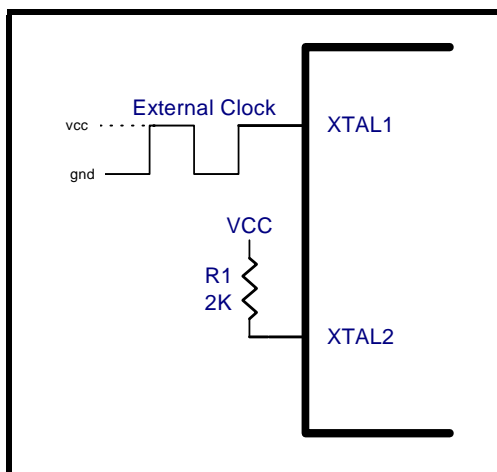 External Clock
vcc
XTAL1
gnd
VCC
R1
2K
XTAL2